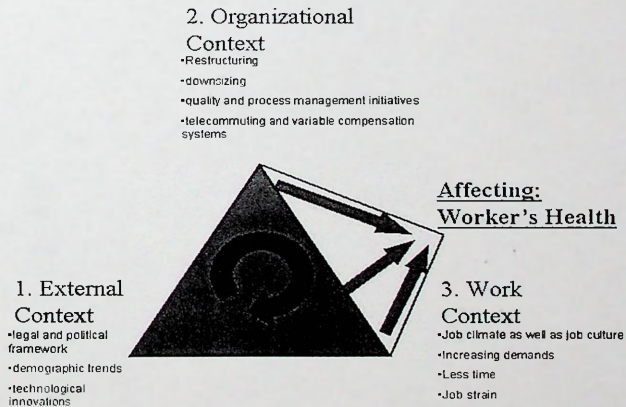 2. Organizational
Context
•Restructuring
•downsizing
•quality and process management initiatives
•telecommuting and variable compensation
systems
Affecting:
Worker's Health
1. External
Context
•legal and political
framework
•demographic trends
•technological
innovations
3. Work
Context
•Job climate as well as job culture
•Increasing demands
•Less time
•Job strain